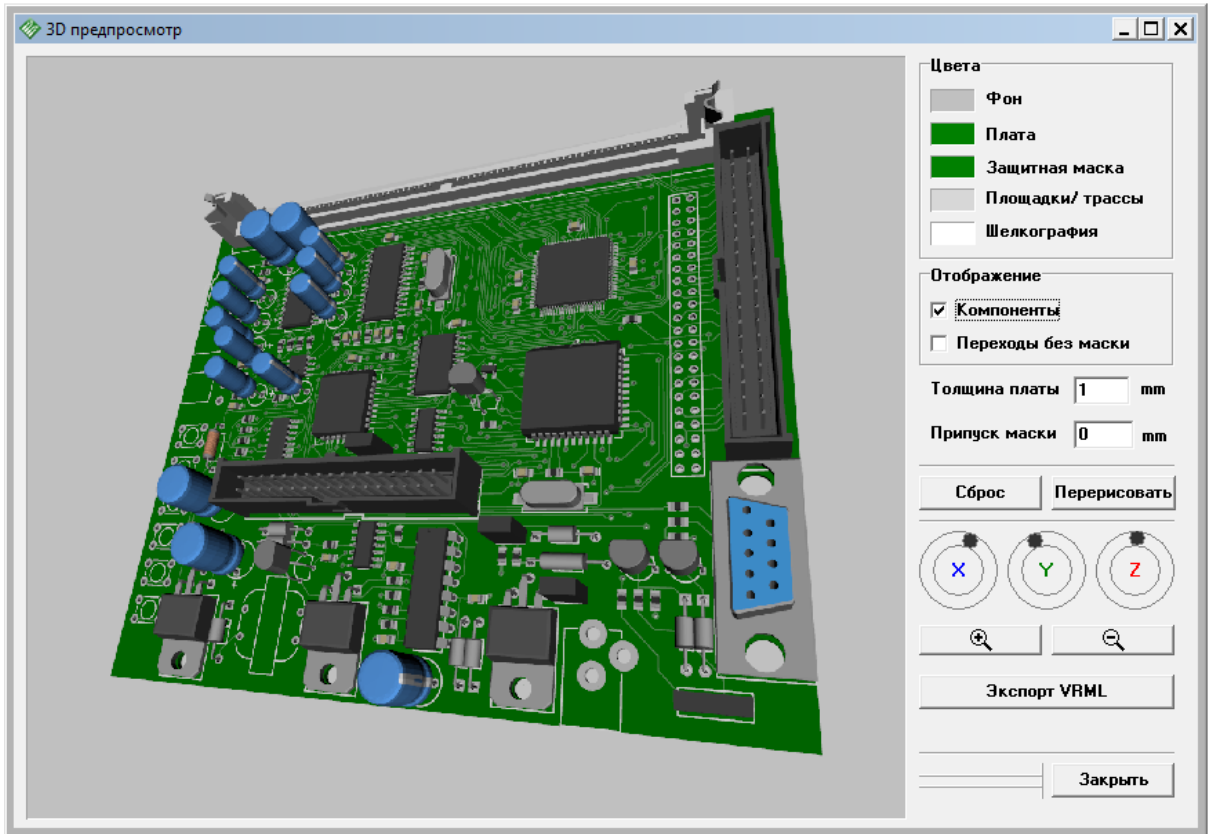 3D предпросмотр
Цвета
Фон
Плата
Защитная маска
Площадки/ трассы
Шелкография
Отображение
Компоненты
Переходы без маски
Толщина платы 1 mm
Припуск маски 0 mm
Сброс Перерисовать
X Y Z
Экспорт VRML
Закрыть